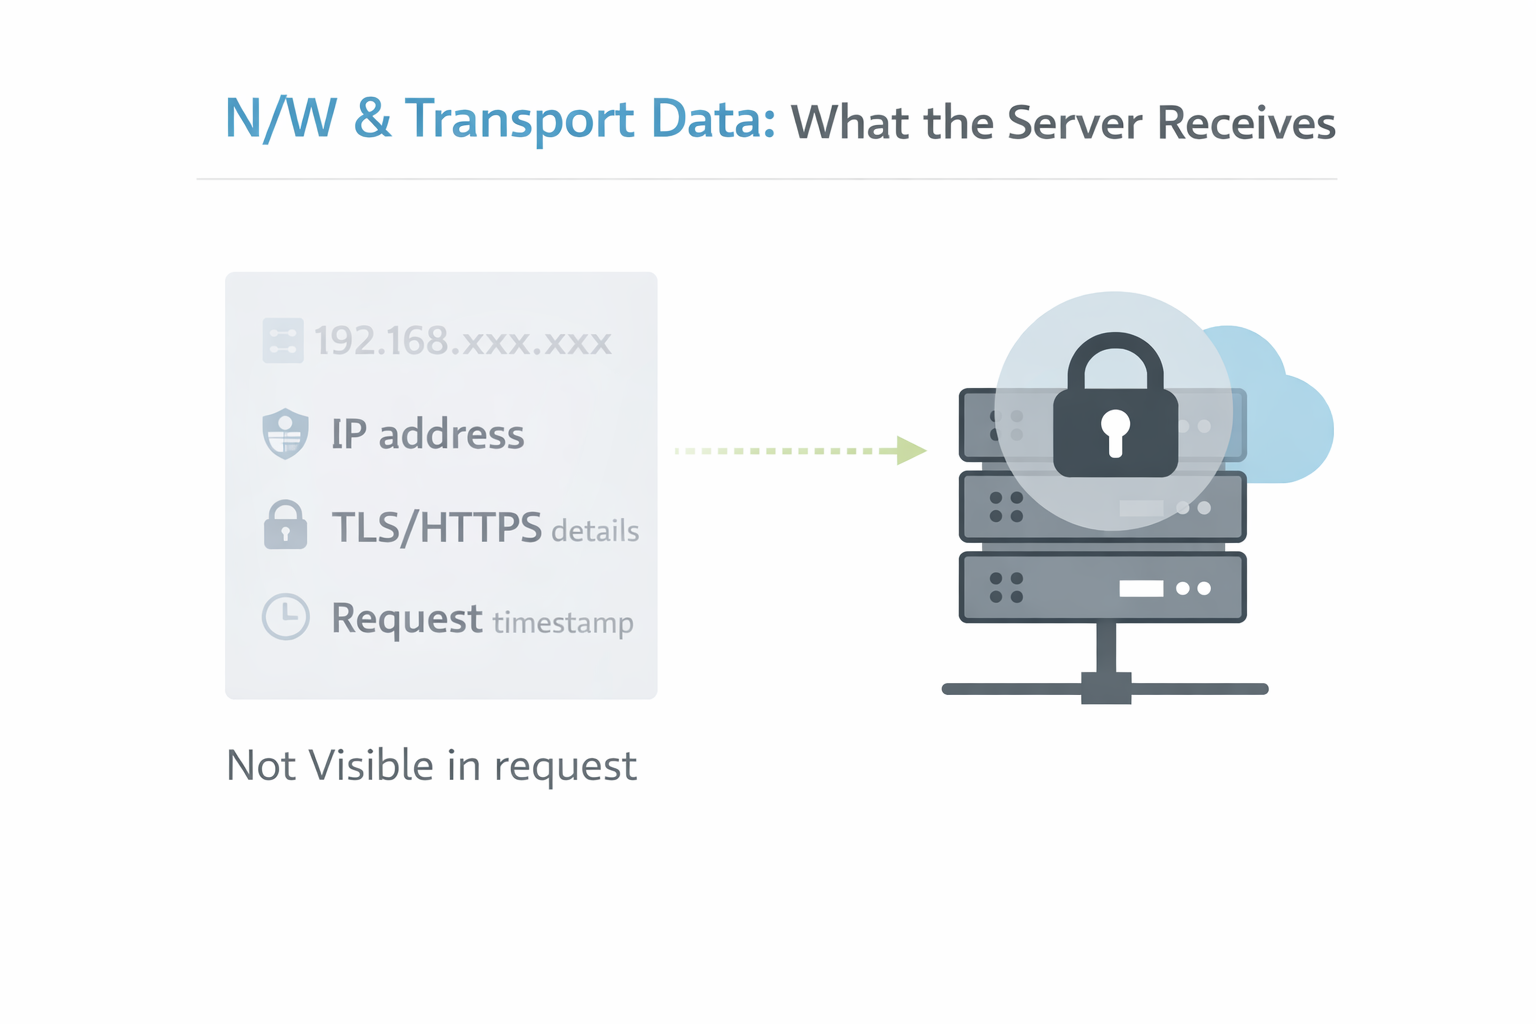 N/W & Transport Data: What the Server Receives
192.168.xxx.xxx
IP address
TLS/HTTPS details
Request timestamp
Not Visible in request